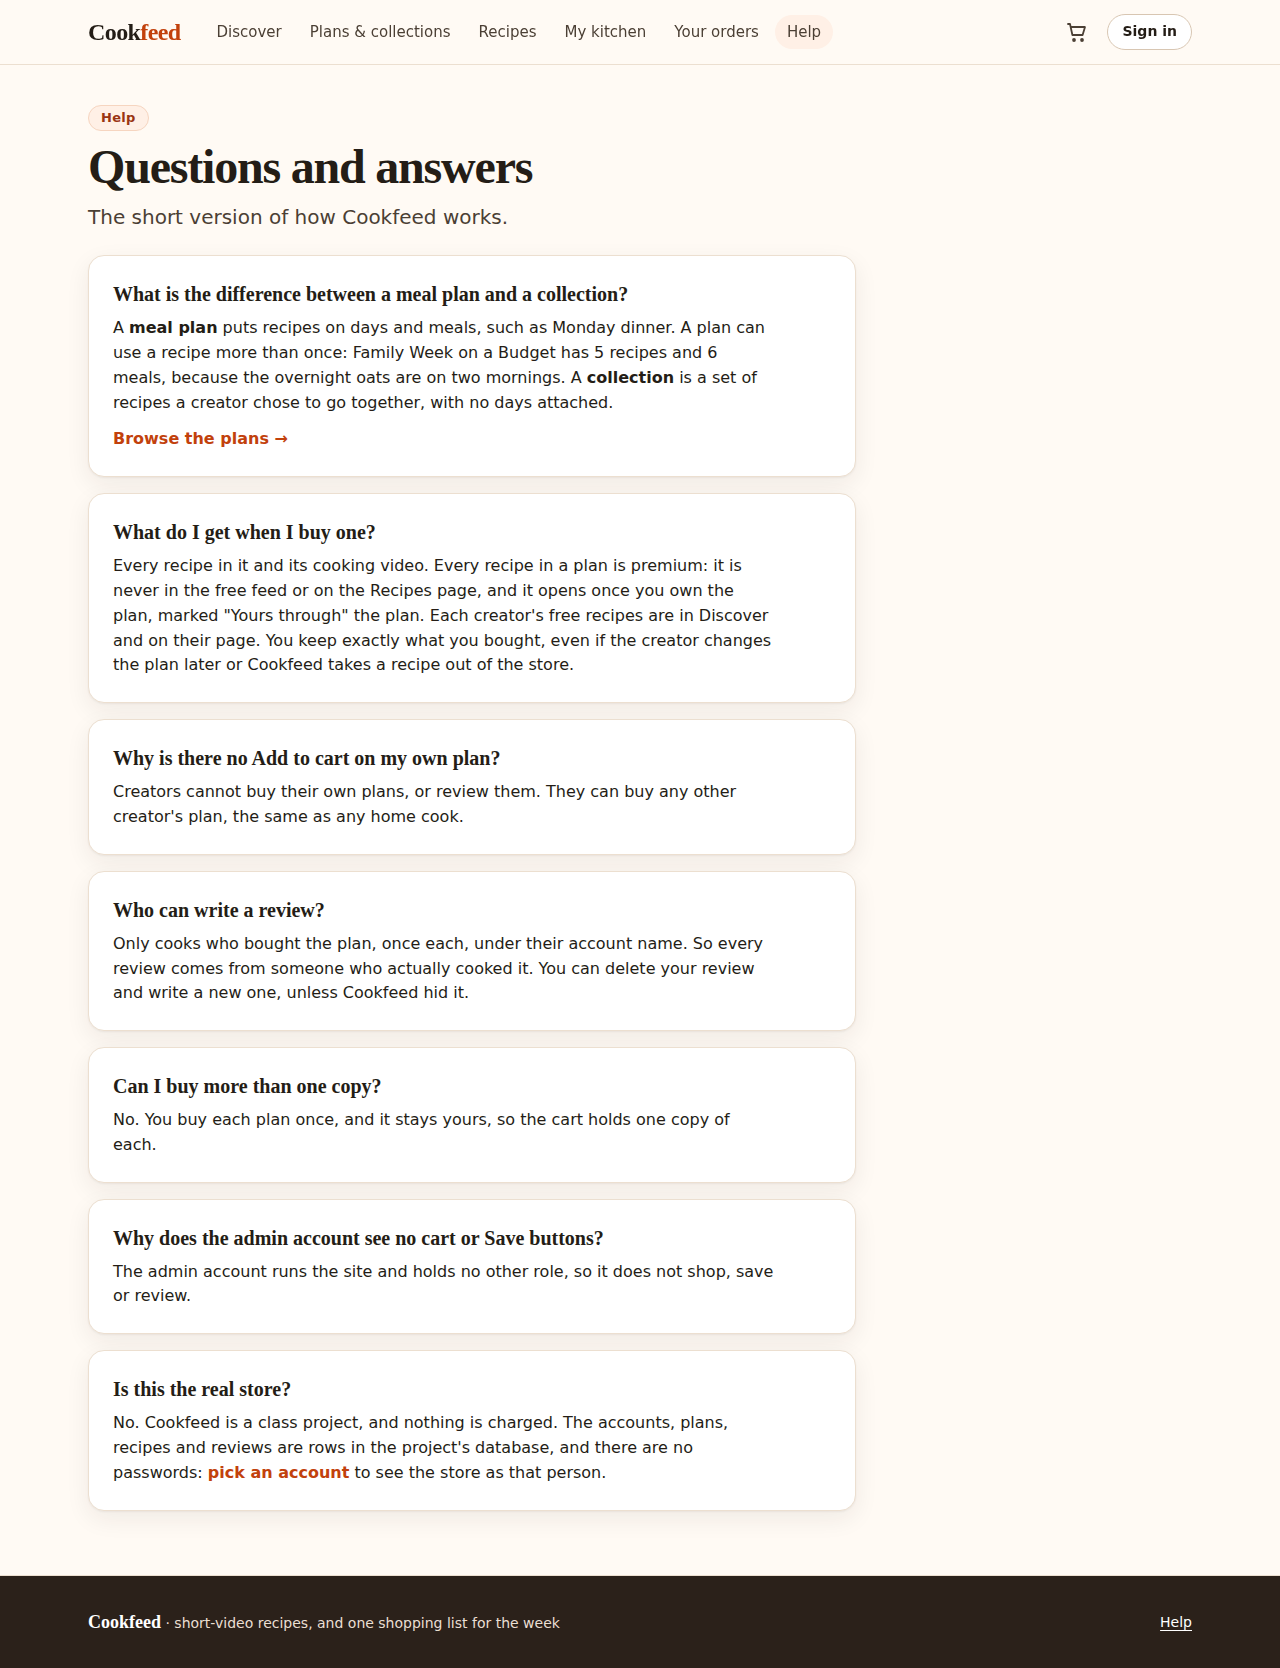 Cookfeed Discover Plans & collections Recipes My kitchen Your orders Help Sign in
Help
Questions and answers
The short version of how Cookfeed works.
What is the difference between a meal plan and a collection?
A meal plan puts recipes on days and meals, such as Monday dinner. A plan can
use a recipe more than once: Family Week on a Budget has 5 recipes and 6
meals, because the overnight oats are on two mornings. A collection is a set of
recipes a creator chose to go together, with no days attached.
Browse the plans →
What do I get when I buy one?
Every recipe in it and its cooking video. Every recipe in a plan is premium: it is
never in the free feed or on the Recipes page, and it opens once you own the
plan, marked "Yours through" the plan. Each creator's free recipes are in Discover
and on their page. You keep exactly what you bought, even if the creator changes
the plan later or Cookfeed takes a recipe out of the store.
Why is there no Add to cart on my own plan?
Creators cannot buy their own plans, or review them. They can buy any other
creator's plan, the same as any home cook.
Who can write a review?
Only cooks who bought the plan, once each, under their account name. So every
review comes from someone who actually cooked it. You can delete your review
and write a new one, unless Cookfeed hid it.
Can I buy more than one copy?
No. You buy each plan once, and it stays yours, so the cart holds one copy of
each.
Why does the admin account see no cart or Save buttons?
The admin account runs the site and holds no other role, so it does not shop, save
or review.
Is this the real store?
No. Cookfeed is a class project, and nothing is charged. The accounts, plans,
recipes and reviews are rows in the project's database, and there are no
passwords: pick an account to see the store as that person.
Cookfeed · short-video recipes, and one shopping list for the week Help